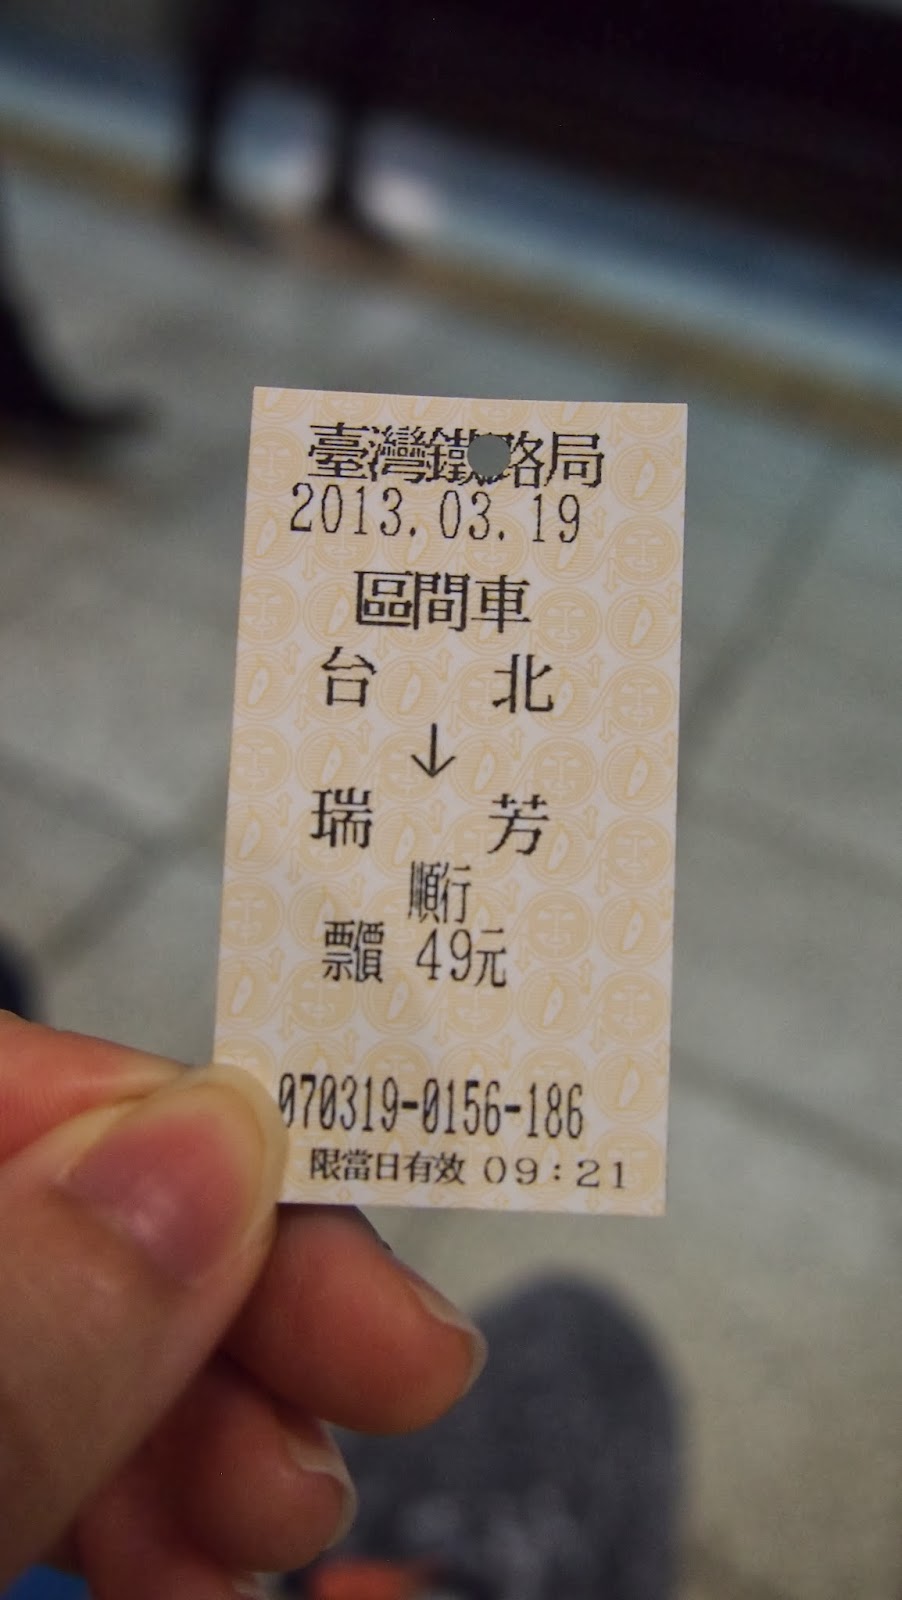 臺灣鐵路局
2013.03.19
區間車
台 北
↓
瑞 芳
順行
票價 49元
070319-0156-186
限當日有效 09:21